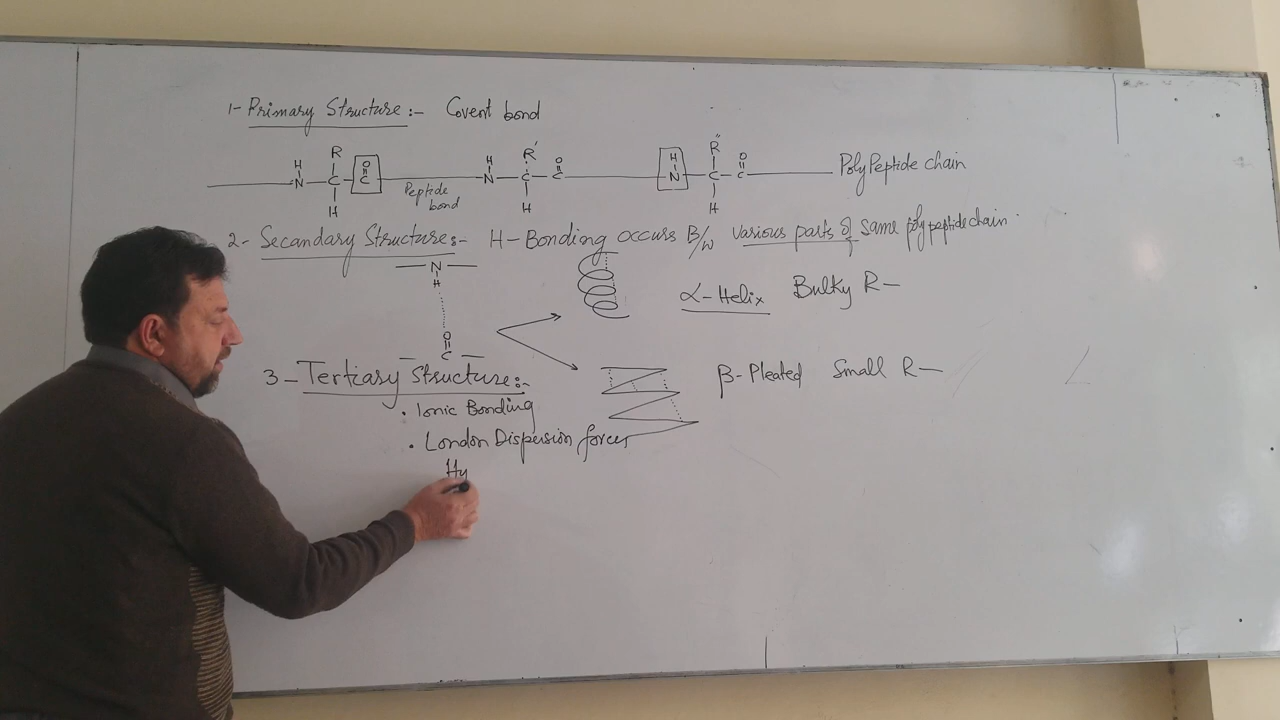 1- Primary Structure:- Covent bond
R R' R"
H H O H O
N C C N C C N C C Poly Peptide chain
O H
H Peptide bond H H
2- Secandary Structure:- H-Bonding occurs B/w various parts of same polypeptide chain.
N
H
α-Helix Bulky R-
O
C
3- Tertiary Structure:- β-Pleated Small R-
. Ionic Bonding
. London Dispersion forces
Hy